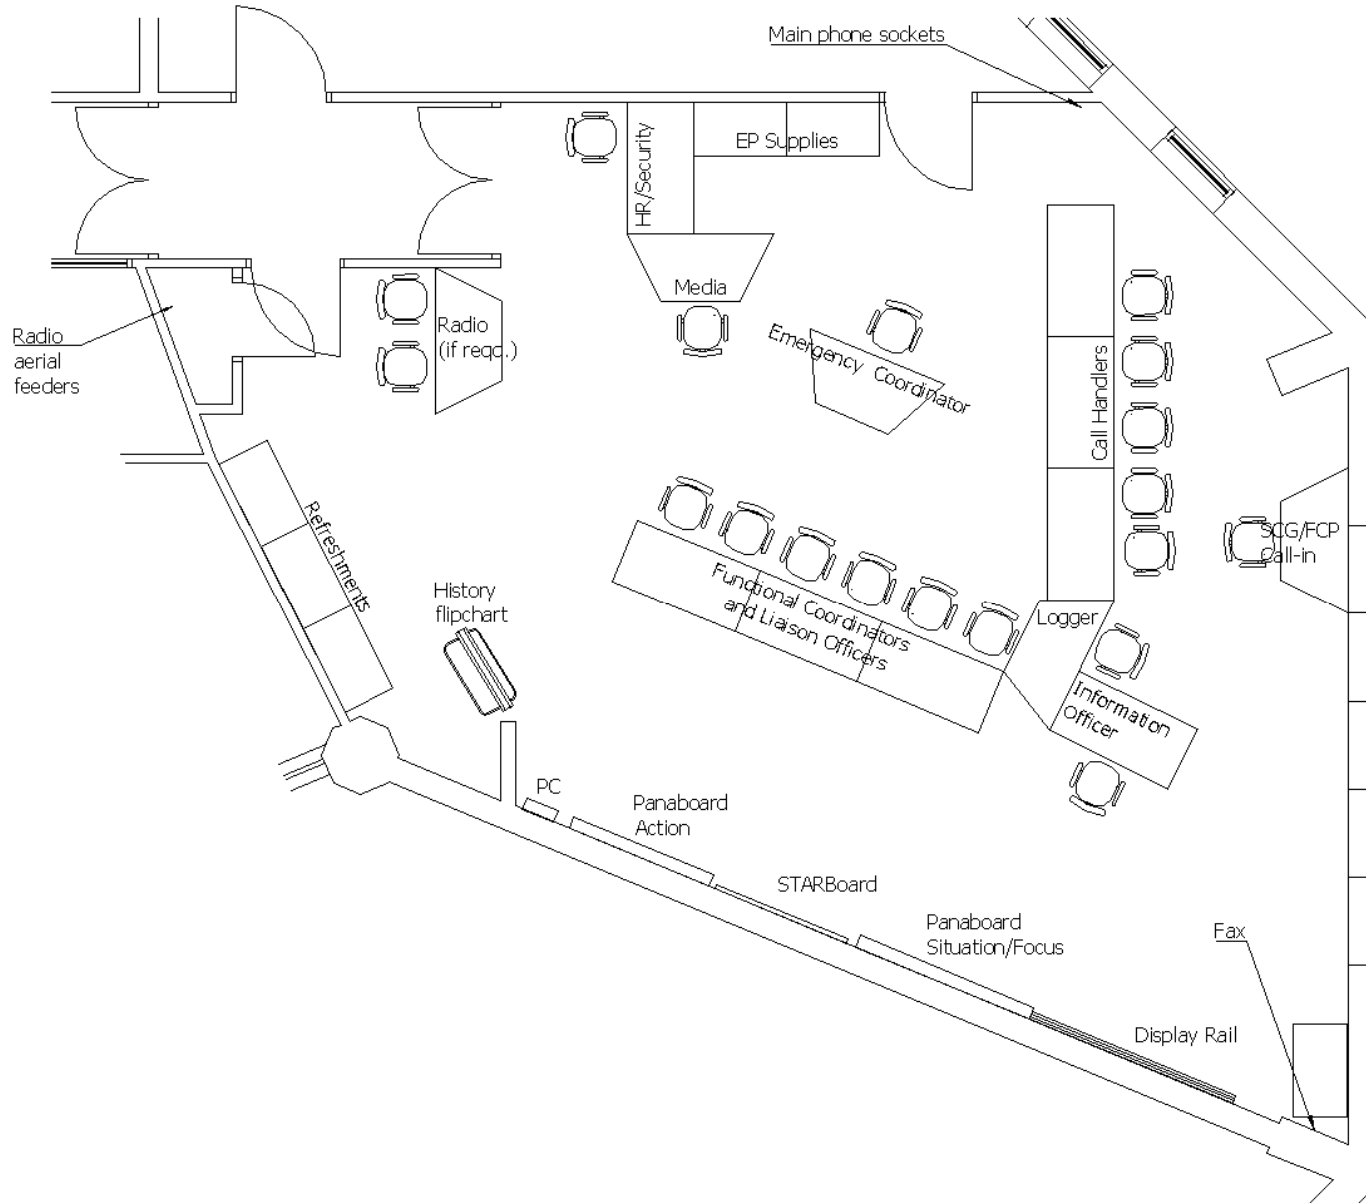 Main phone sockets
EP Supplies
HR/Security
Media
Radio
aerial
feeders
Radio
(if reqd.)
Emergency Coordinator
Call Handlers
SCG/FCP
Call-in
Refreshments
History
flipchart
Functional Coordinators
and Liaison Officers
Logger
Information
Officer
PC
Panaboard
Action
STARBoard
Panaboard
Situation/Focus
Fax
Display Rail